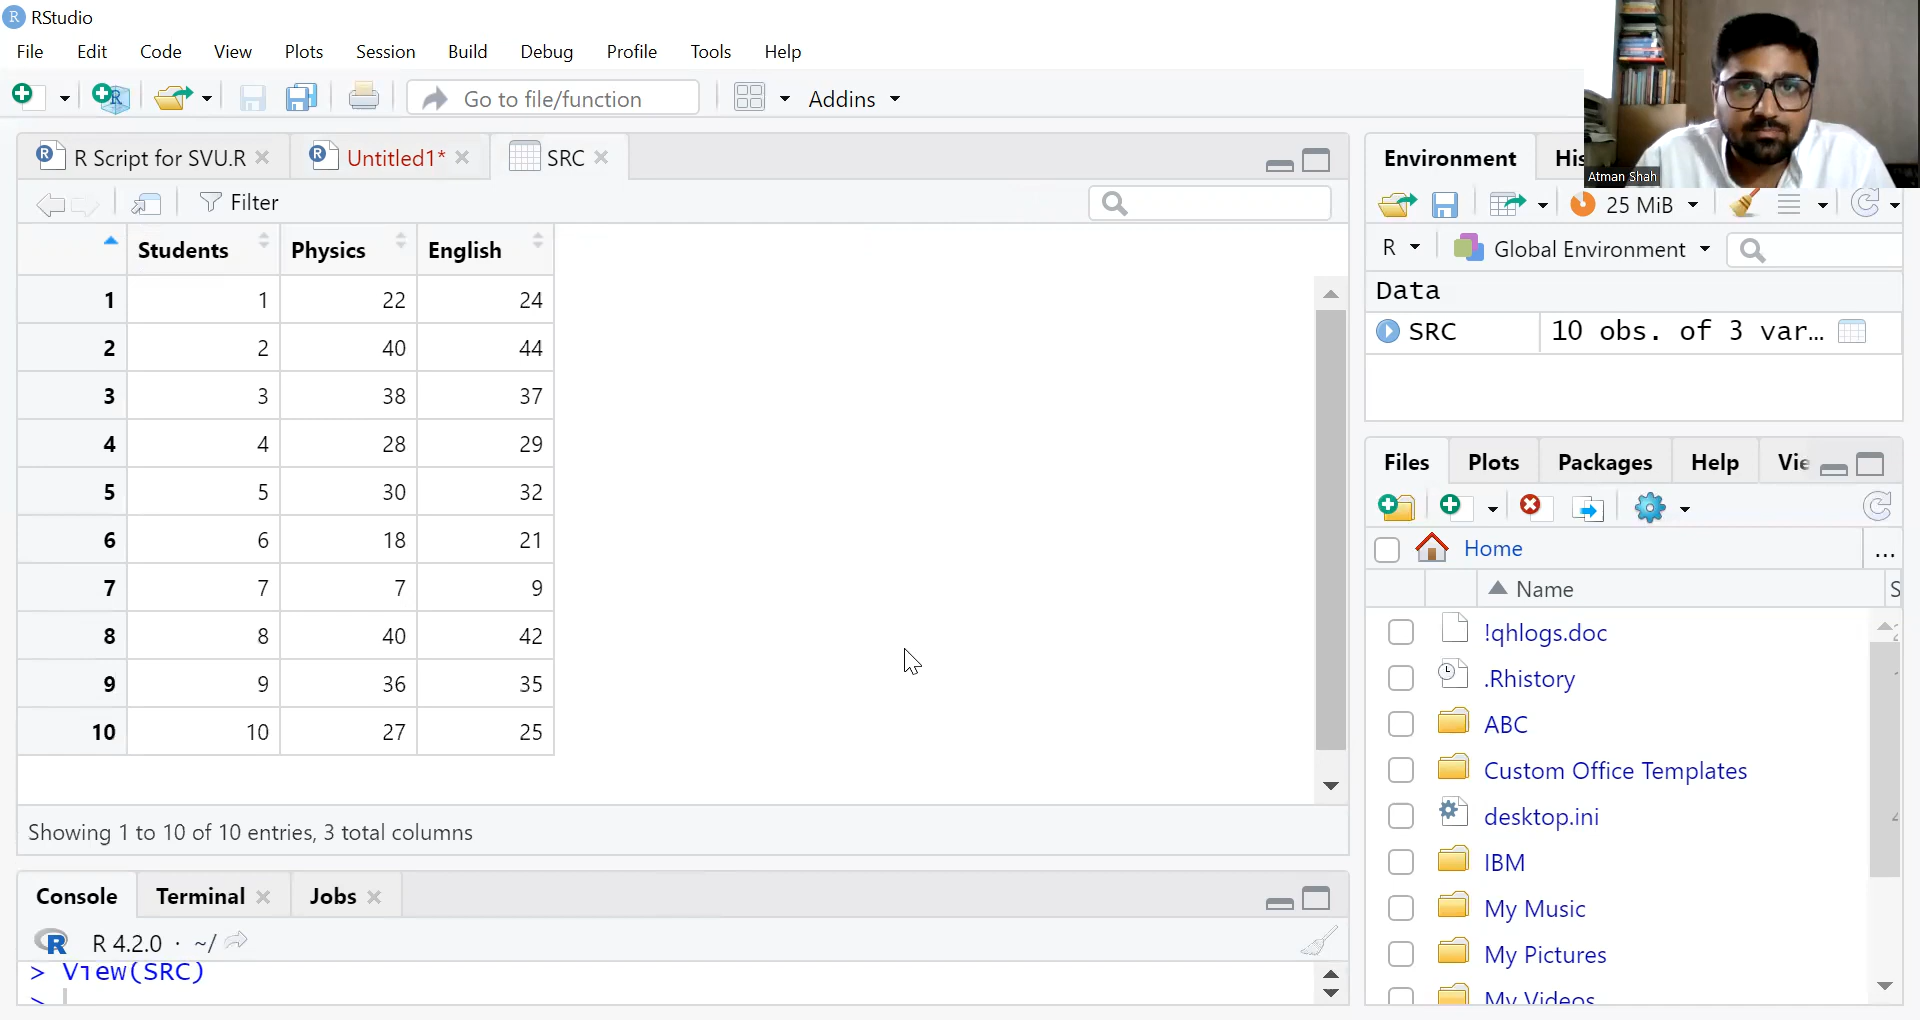 RStudio
File Edit Code View Plots Session Build Debug Profile Tools Help
Go to file/function Addins
R Script for SVU.R Untitled1* SRC
Filter
Students Physics English
1 1 22 24
2 2 40 44
3 3 38 37
4 4 28 29
5 5 30 32
6 6 18 21
7 7 7 9
8 8 40 42
9 9 36 35
10 10 27 25
Showing 1 to 10 of 10 entries, 3 total columns
Console Terminal Jobs
R 4.2.0 · ~/
> View(SRC)
>
Atman Shah
Environment His
25 MiB
R Global Environment
Data
SRC 10 obs. of 3 var…
Files Plots Packages Help Vie
Home ...
Name S
!qhlogs.doc
.Rhistory
ABC
Custom Office Templates
desktop.ini
IBM
My Music
My Pictures
My Videos